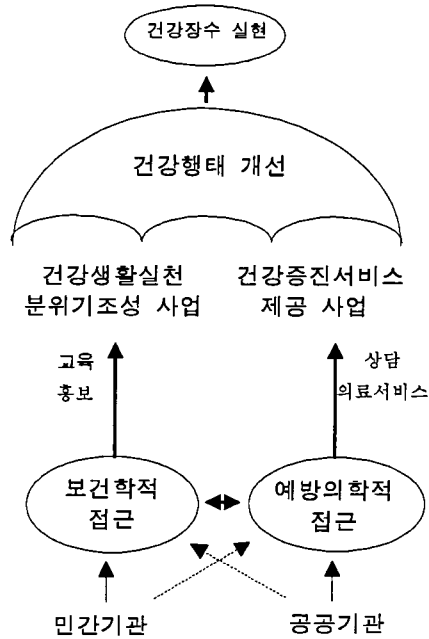 건강장수 실현
건강행태 개선
건강생활실천
분위기조성 사업
건강증진서비스
제공 사업
교육
홍보
상담
의료서비스
보건학적
접근
예방의학적
접근
민간기관
공공기관